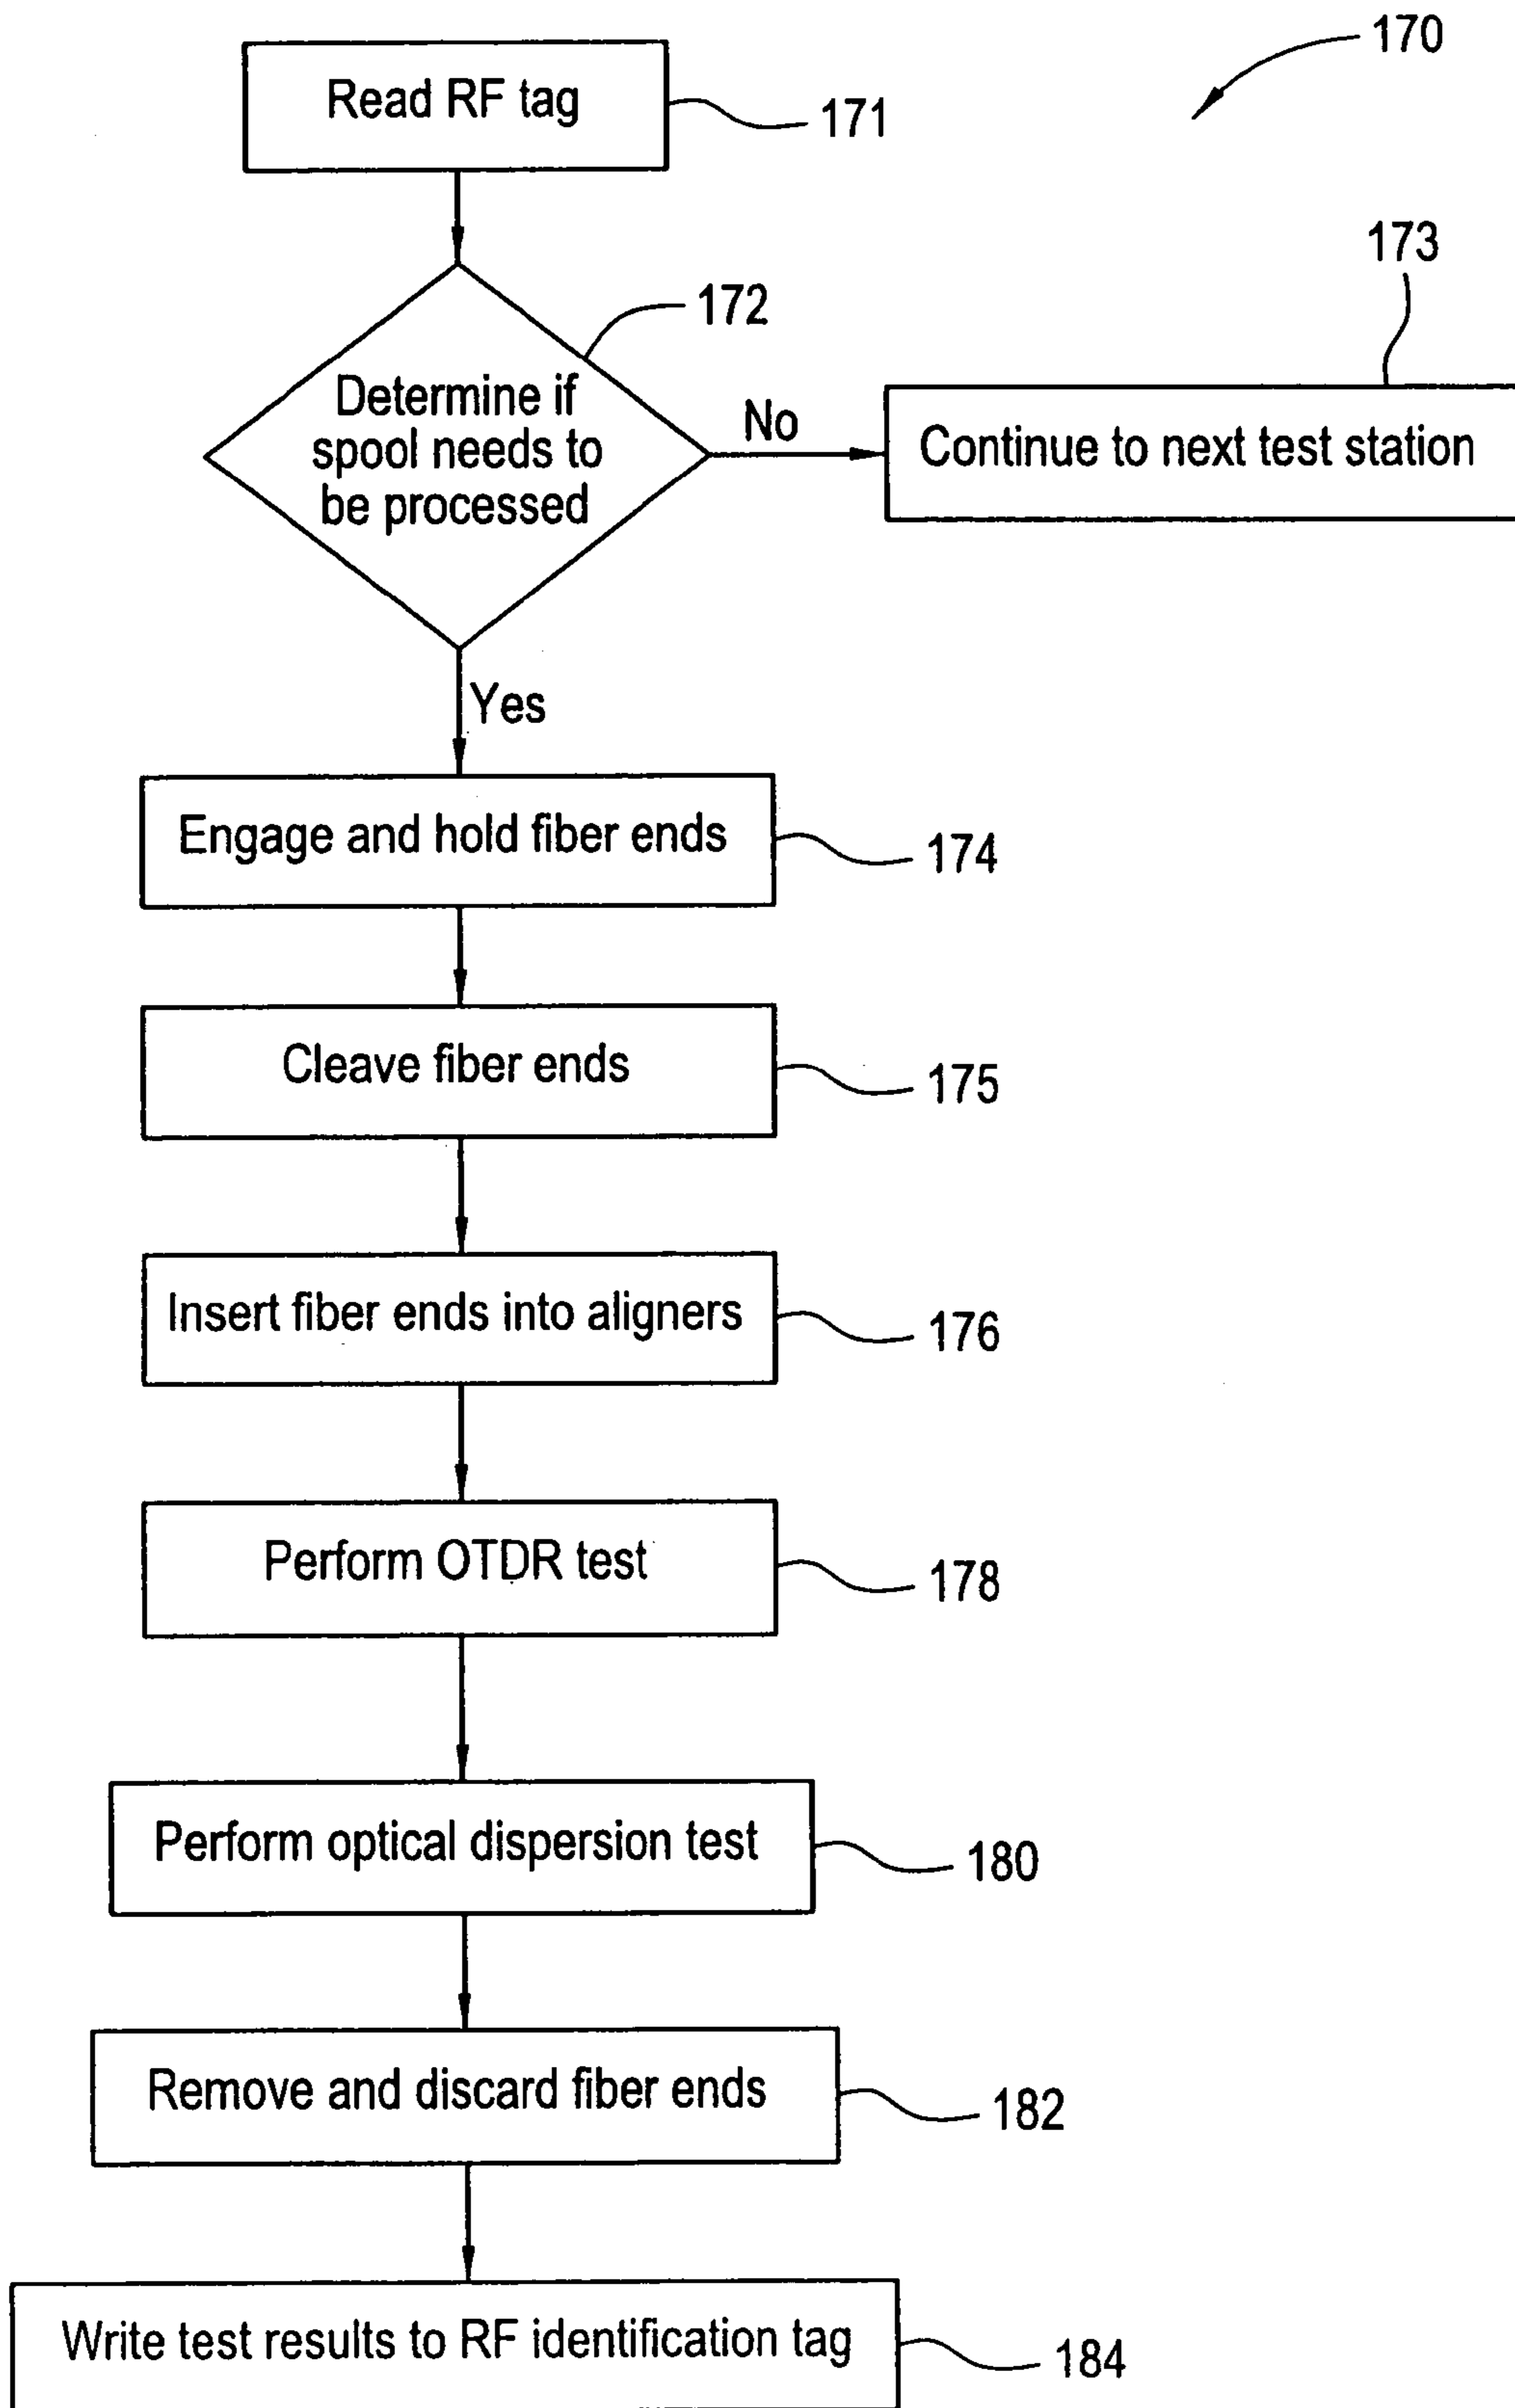 170
Read RF tag
171
172
173
Determine if
spool needs to
be processed
No
Continue to next test station
Yes
Engage and hold fiber ends
174
Cleave fiber ends
175
Insert fiber ends into aligners
176
Perform OTDR test
178
Perform optical dispersion test
180
Remove and discard fiber ends
182
Write test results to RF identification tag
184